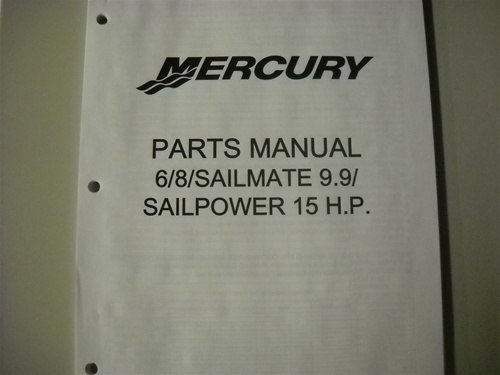 MERCURY
PARTS MANUAL
6/8/SAILMATE 9.9/
SAILPOWER 15 H.P.